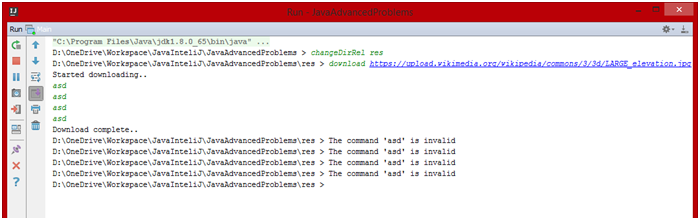 Run - JavaAdvancedProblems
Run Main
"C:\Program Files\Java\jdk1.8.0_65\bin\java" ...
D:\OneDrive\Workspace\JavaInteliJ\JavaAdvancedProblems > changeDirRel res
D:\OneDrive\Workspace\JavaInteliJ\JavaAdvancedProblems\res > download https://upload.wikimedia.org/wikipedia/commons/3/3d/LARGE_elevation.jpg
Started downloading..
asd
asd
asd
asd
Download complete..
D:\OneDrive\Workspace\JavaInteliJ\JavaAdvancedProblems\res > The command 'asd' is invalid
D:\OneDrive\Workspace\JavaInteliJ\JavaAdvancedProblems\res > The command 'asd' is invalid
D:\OneDrive\Workspace\JavaInteliJ\JavaAdvancedProblems\res > The command 'asd' is invalid
D:\OneDrive\Workspace\JavaInteliJ\JavaAdvancedProblems\res > The command 'asd' is invalid
D:\OneDrive\Workspace\JavaInteliJ\JavaAdvancedProblems\res >